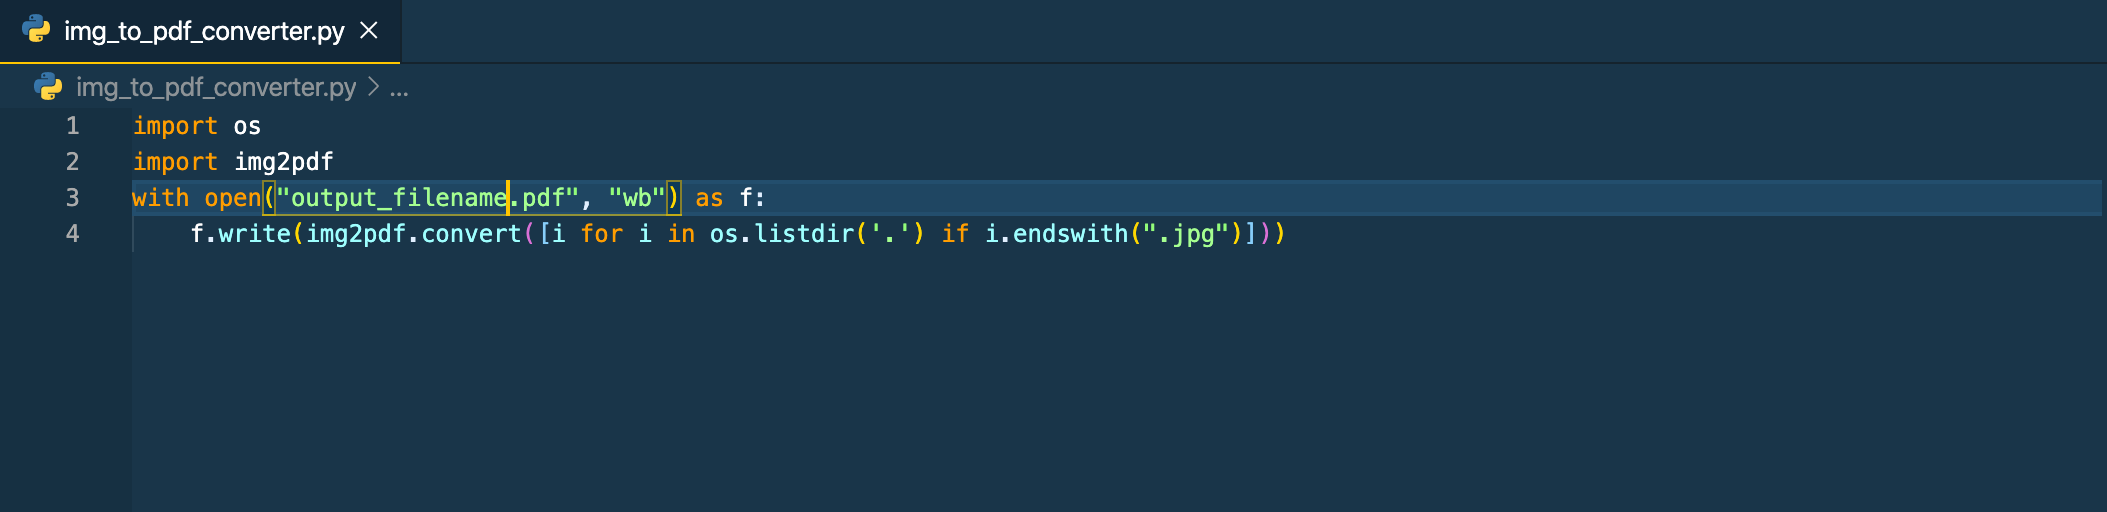 img_to_pdf_converter.py
img_to_pdf_converter.py > ...
1 import os
2 import img2pdf
3 with open("output_filename.pdf", "wb") as f:
4     f.write(img2pdf.convert([i for i in os.listdir('.') if i.endswith(".jpg")]))